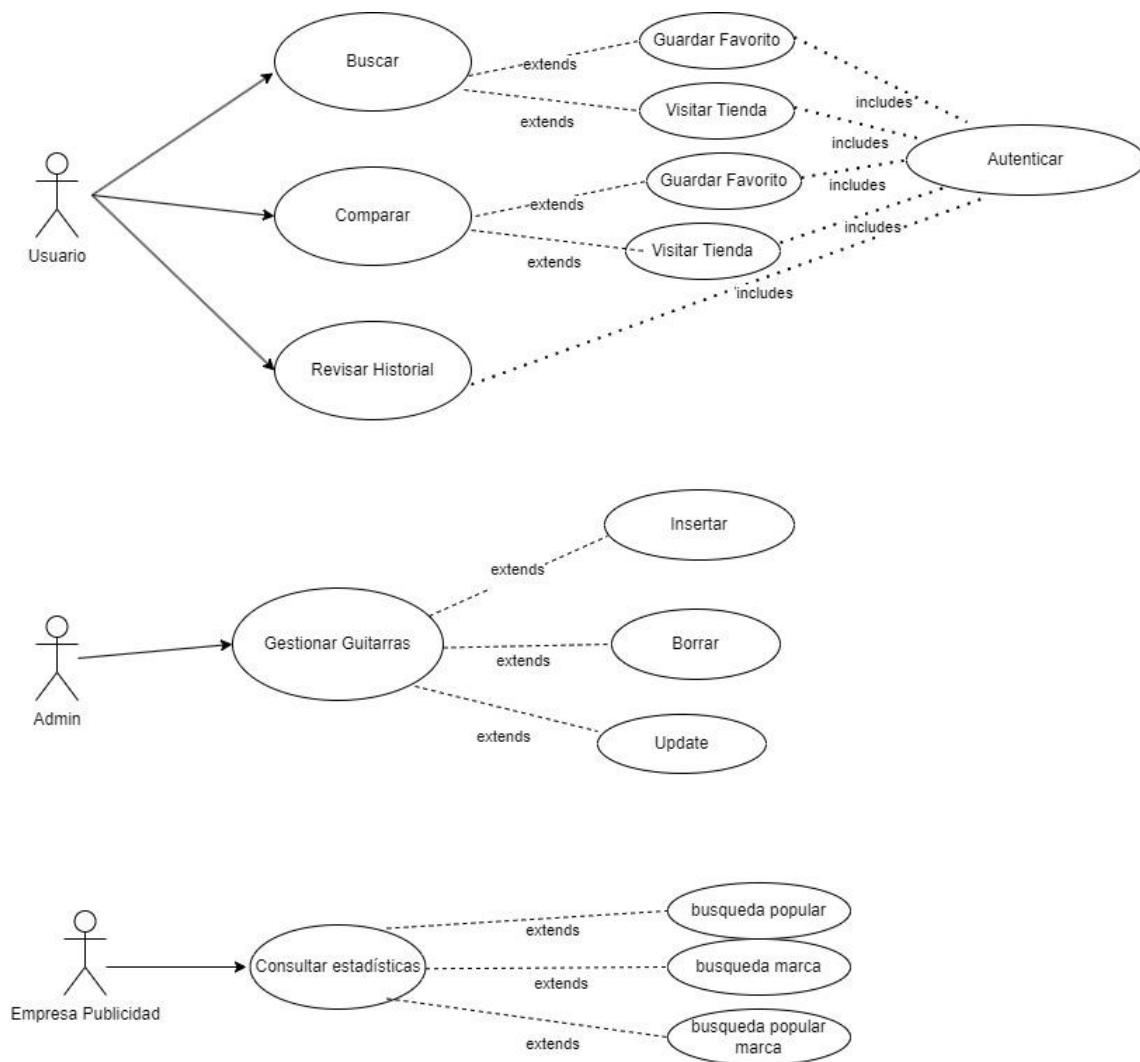 Buscar
Guardar Favorito
extends
includes
Visitar Tienda
extends
includes
Autenticar
Usuario
Comparar
Guardar Favorito
extends
includes
Visitar Tienda
extends
includes
includes
Revisar Historial
Insertar
extends
Admin
Gestionar Guitarras
Borrar
extends
Update
extends
busqueda popular
extends
Empresa Publicidad
Consultar estadísticas
busqueda marca
extends
busqueda popular
marca
extends